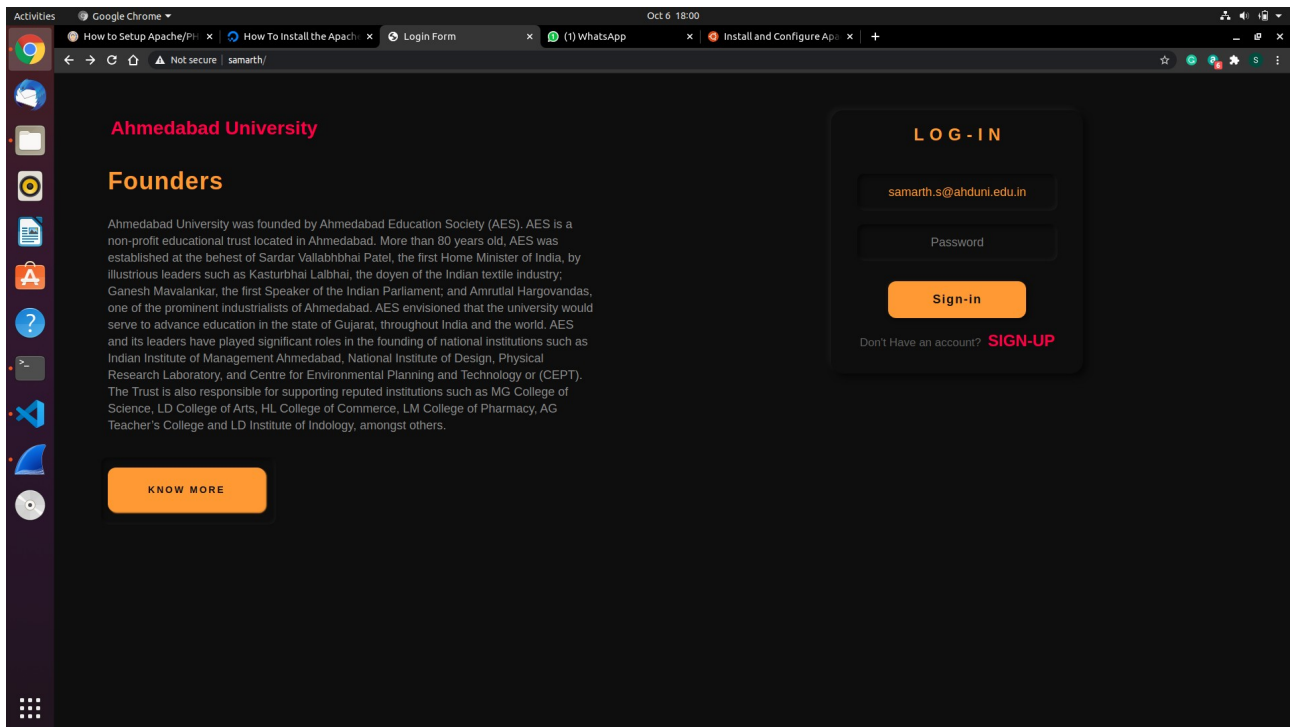 Activities
Google Chrome
Oct 6 18:00
How to Setup Apache/PH
How To Install the Apach
Login Form
(1) WhatsApp
Install and Configure Apa
Not secure
samarth/
S
Ahmedabad University
Founders
Ahmedabad University was founded by Ahmedabad Education Society (AES). AES is a
non-profit educational trust located in Ahmedabad. More than 80 years old, AES was
established at the behest of Sardar Vallabhbhai Patel, the first Home Minister of India, by
illustrious leaders such as Kasturbhai Lalbhai, the doyen of the Indian textile industry;
Ganesh Mavalankar, the first Speaker of the Indian Parliament; and Amrutlal Hargovandas,
one of the prominent industrialists of Ahmedabad. AES envisioned that the university would
serve to advance education in the state of Gujarat, throughout India and the world. AES
and its leaders have played significant roles in the founding of national institutions such as
Indian Institute of Management Ahmedabad, National Institute of Design, Physical
Research Laboratory, and Centre for Environmental Planning and Technology or (CEPT).
The Trust is also responsible for supporting reputed institutions such as MG College of
Science, LD College of Arts, HL College of Commerce, LM College of Pharmacy, AG
Teacher's College and LD Institute of Indology, amongst others.
KNOW MORE
LOG-IN
samarth.s@ahduni.edu.in
Password
Sign-in
Don't Have an account? SIGN-UP